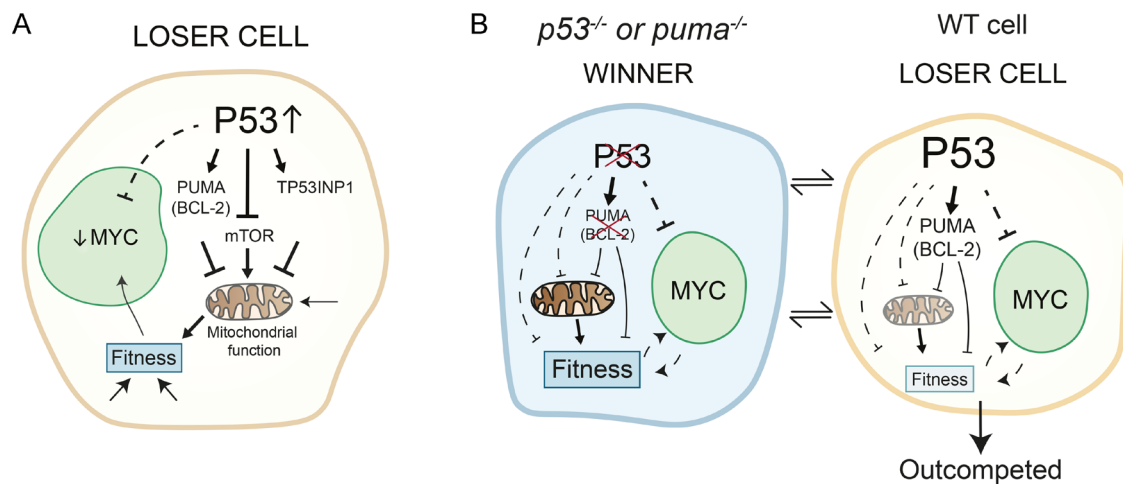 A
LOSER CELL
P53↑
PUMA
(BCL-2)
TP53INP1
mTOR
↓MYC
Mitochondrial
function
Fitness
B
p53-/- or puma-/-
WINNER
P53
PUMA
(BCL-2)
MYC
Fitness
WT cell
LOSER CELL
P53
PUMA
(BCL-2)
MYC
Fitness
Outcompeted